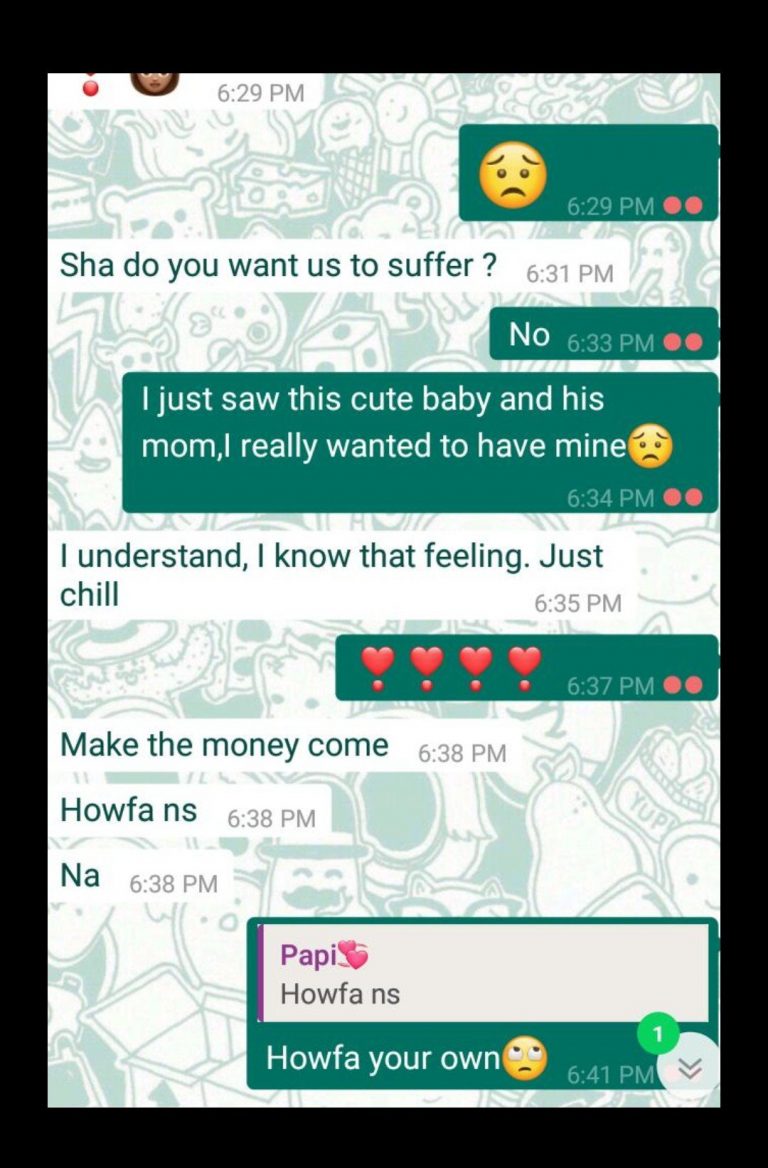 6:29 PM
6:29 PM
Sha do you want us to suffer ? 6:31 PM
No 6:33 PM
I just saw this cute baby and his
mom,I really wanted to have mine😟
6:34 PM
I understand, I know that feeling. Just
chill 6:35 PM
❣❣❣❣ 6:37 PM
Make the money come 6:38 PM
Howfa ns 6:38 PM
Na 6:38 PM
YUP!
Papi💞
Howfa ns
1
Howfa your own🙄 6:41 PM